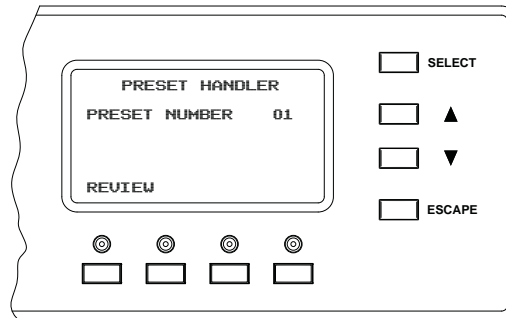 PRESET HANDLER
PRESET NUMBER 01
REVIEW
SELECT
▲
▼
ESCAPE